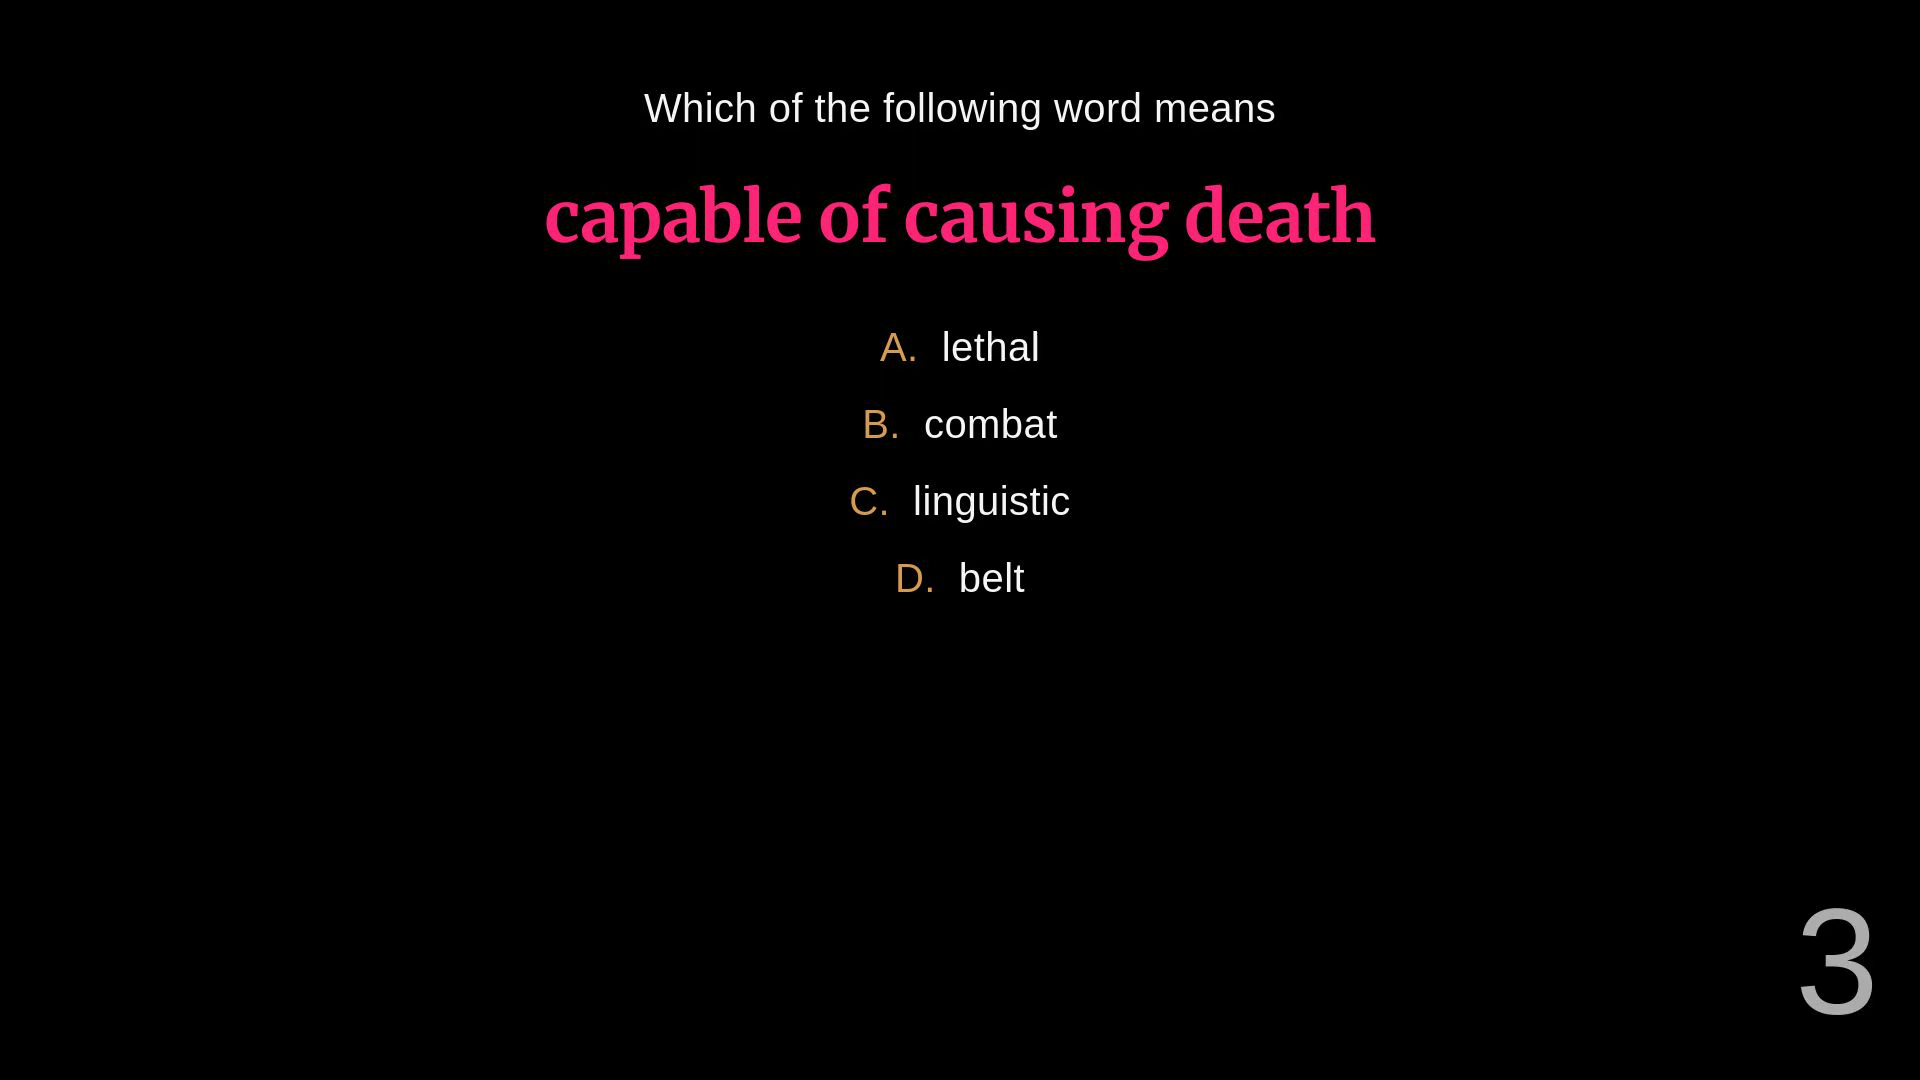 Which of the following word means
capable of causing death
A. lethal
B. combat
C. linguistic
D. belt
3